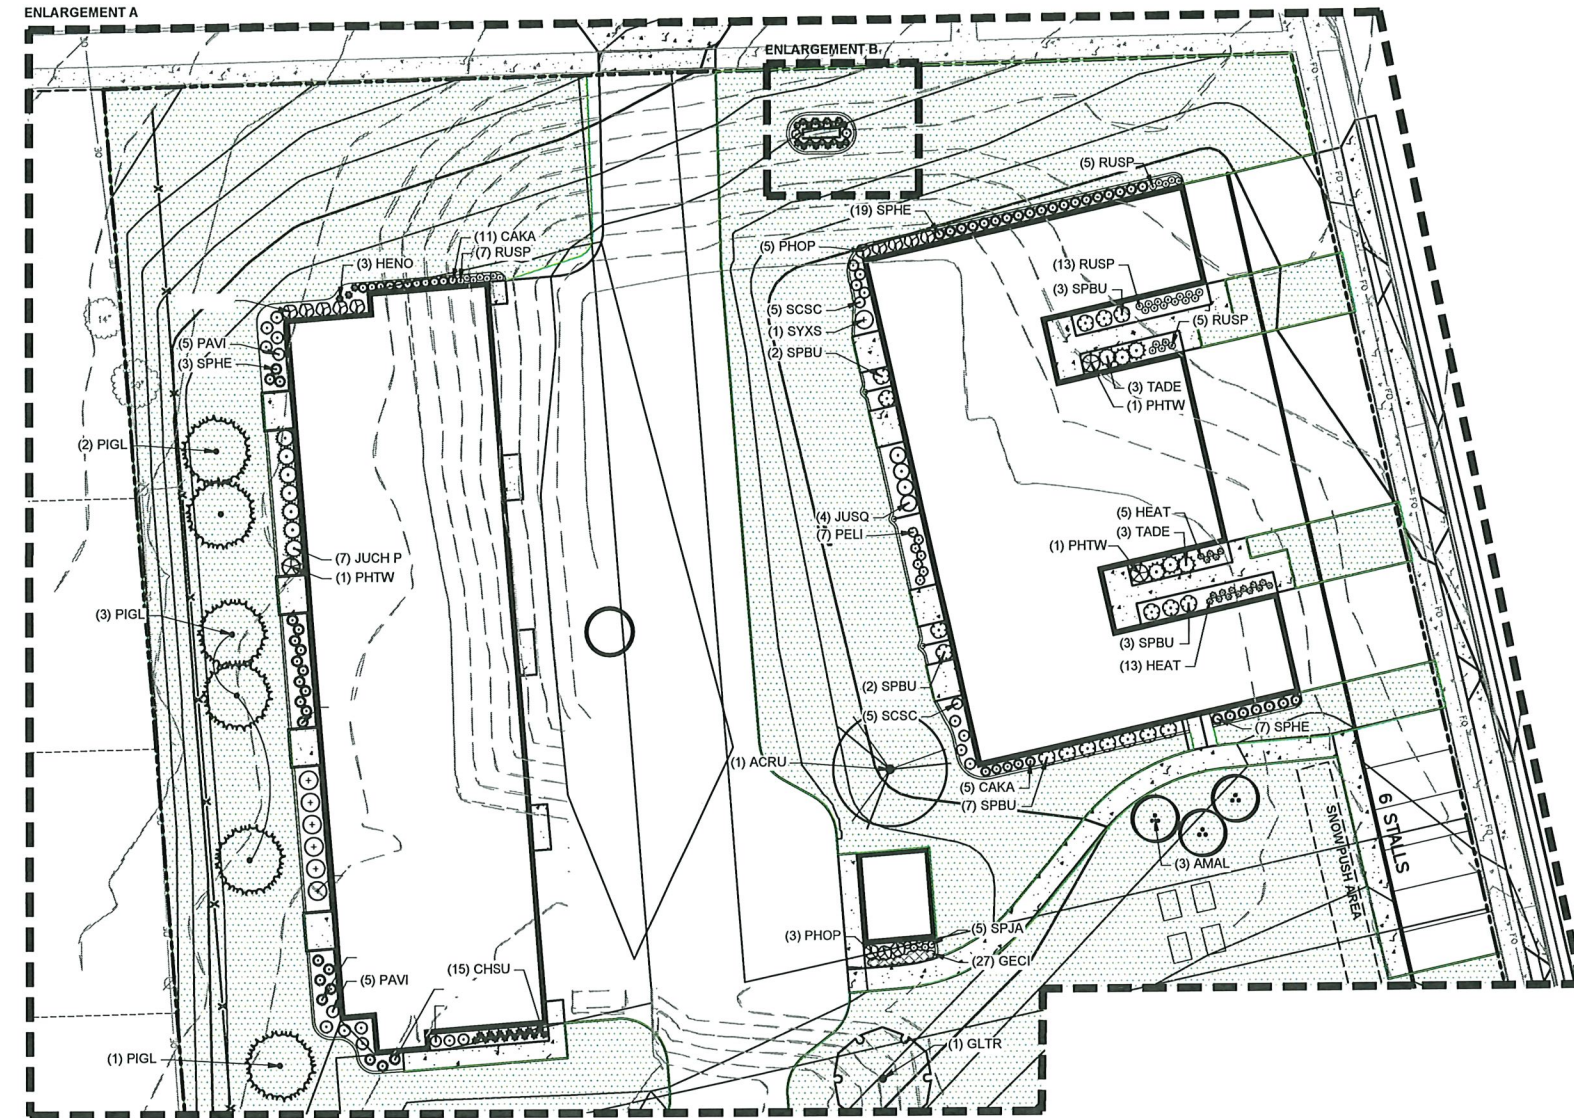 ENLARGEMENT A
ENLARGEMENT B
(5) RUSP
(19) SPHE
(11) CAKA
(7) RUSP
(5) PHOP
(3) HENO
(13) RUSP
(3) SPBU
(5) SCSC
(5) RUSP
(1) SYXS
14"
(5) PAVI
(2) SPBU
(3) SPHE
(3) TADE
(1) PHTW
(2) PIGL
(5) HEAT
(4) JUSQ
(3) TADE
(7) PELI
(1) PHTW
(7) JUCH P
(1) PHTW
(3) PIGL
(3) SPBU
(13) HEAT
(2) SPBU
(5) SCSC
(7) SPHE
(1) ACRU
(5) CAKA
(7) SPBU
6 STALLS
SNOW PUSH AREA
(3) AMAL
(3) PHOP
(5) SPJA
(27) GECI
(15) CHSU
(5) PAVI
(1) GLTR
(1) PIGL